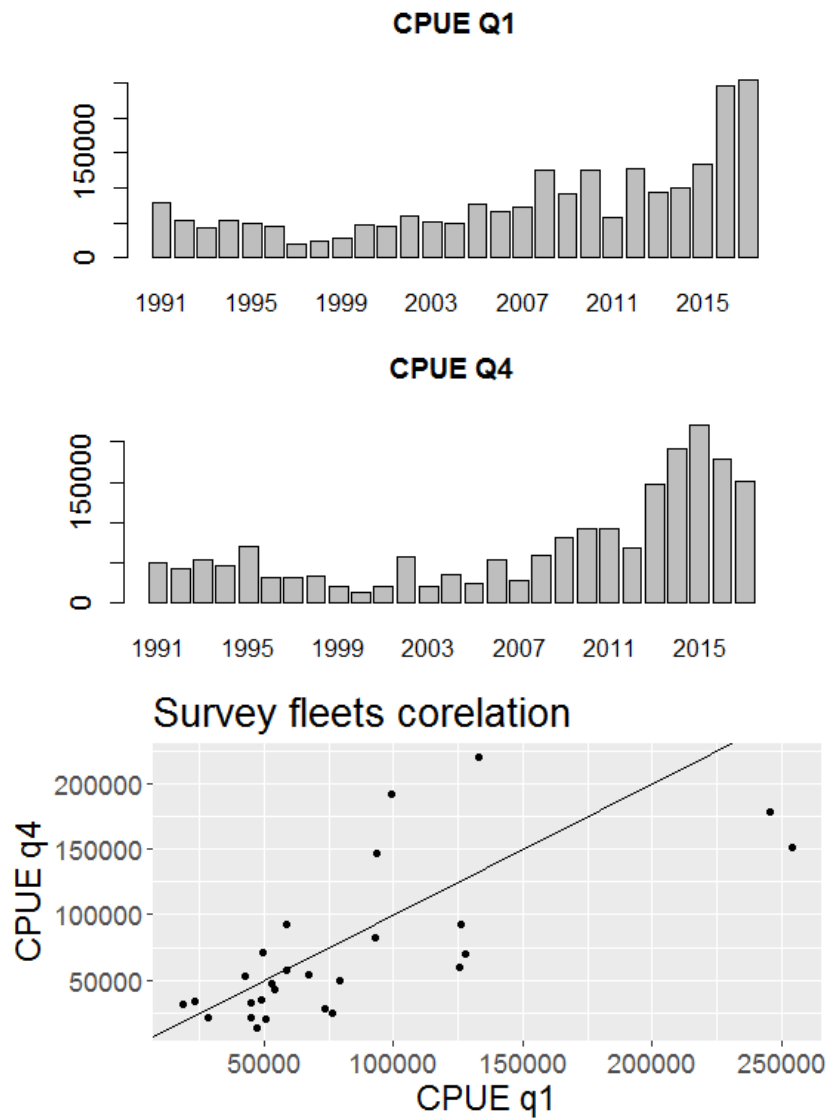 CPUE Q1
150000
0
1991 1995 1999 2003 2007 2011 2015
CPUE Q4
150000
0
1991 1995 1999 2003 2007 2011 2015
Survey fleets corelation
CPUE q4
200000
150000
100000
50000
50000 100000 150000 200000 250000
CPUE q1